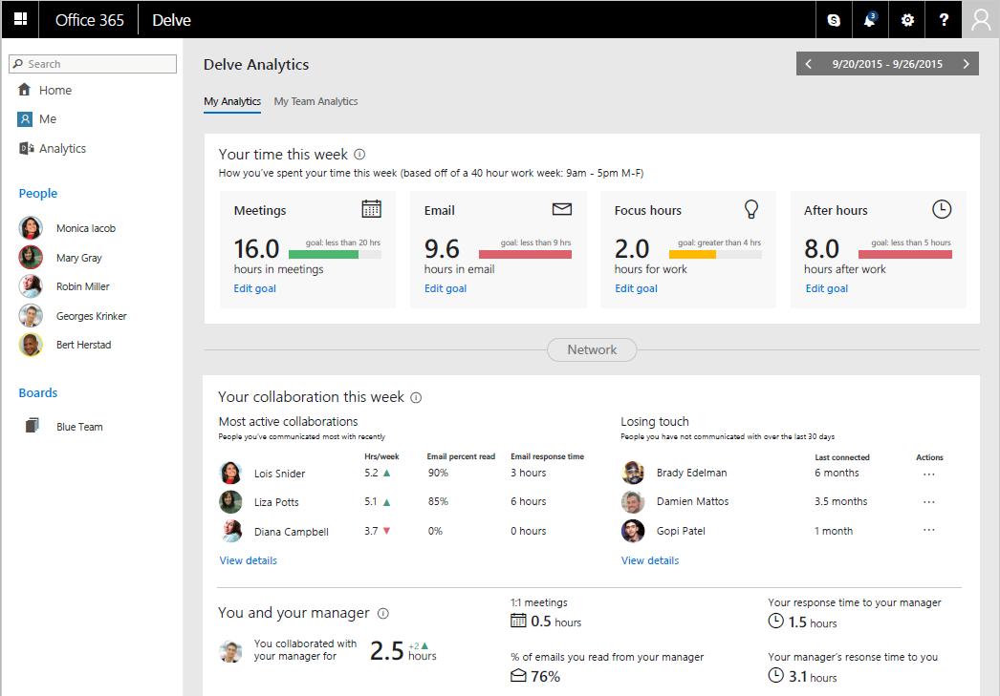 Office 365 Delve 3 ?
Search
Home
Me
Analytics
People
Monica Iacob
Mary Gray
Robin Miller
Georges Krinker
Bert Herstad
Boards
Blue Team
Delve Analytics
9/20/2015 - 9/26/2015
My Analytics My Team Analytics
Your time this week
How you've spent your time this week (based off of a 40 hour work week: 9am - 5pm M-F)
Meetings
16.0 goal: less than 20 hrs
hours in meetings
Edit goal
Email
9.6 goal: less than 9 hrs
hours in email
Edit goal
Focus hours
2.0 goal: greater than 4 hrs
hours for work
Edit goal
After hours
8.0 goal: less than 5 hours
hours after work
Edit goal
Network
Your collaboration this week
Most active collaborations
People you've communicated most with recently
Hrs/week Email percent read Email response time
Lois Snider 5.2 90% 3 hours
Liza Potts 5.1 85% 6 hours
Diana Campbell 3.7 0% 0 hours
View details
Losing touch
People you have not communicated with over the last 30 days
Last connected Actions
Brady Edelman 6 months ...
Damien Mattos 3.5 months ...
Gopi Patel 1 month ...
View details
You and your manager
You collaborated with
your manager for
2.5 +2
hours
1:1 meetings
0.5 hours
% of emails you read from your manager
76%
Your response time to your manager
1.5 hours
Your manager's resonse time to you
3.1 hours